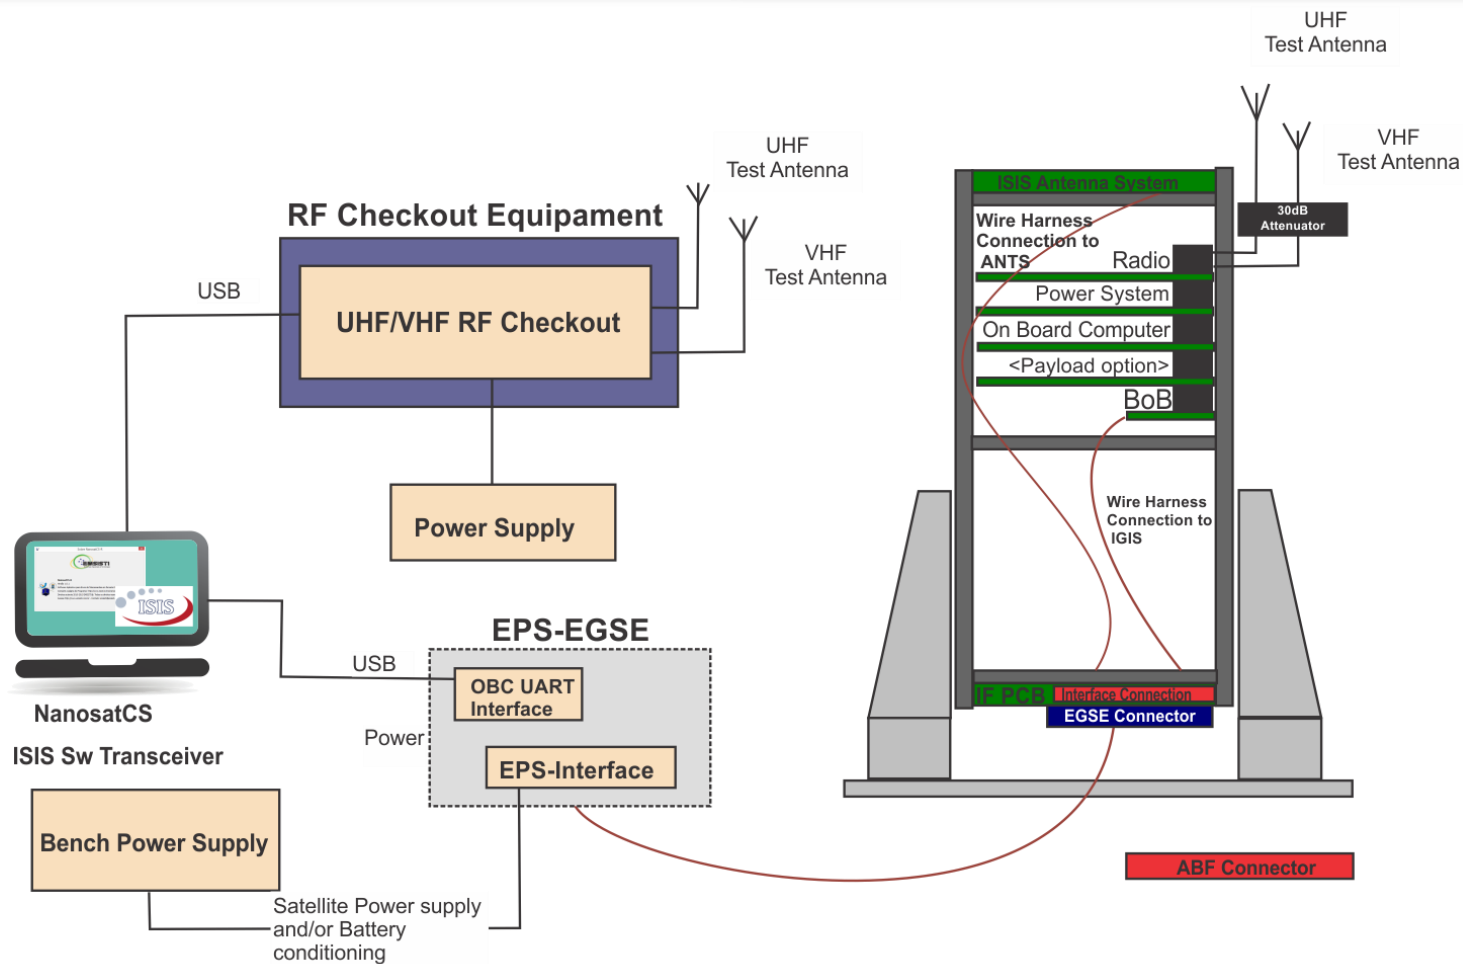 UHF
Test Antenna
VHF
Test Antenna
UHF
Test Antenna
VHF
Test Antenna
RF Checkout Equipament
USB
UHF/VHF RF Checkout
Power Supply
ISIS Antenna System
30dB
Attenuator
Wire Harness
Connection to
ANTS
Radio
Power System
On Board Computer
<Payload option>
BoB
Wire Harness
Connection to
IGIS
IF PCB
Interface Connection
EGSE Connector
ABF Connector
ISIS
NanosatCS
ISIS Sw Transceiver
USB
EPS-EGSE
OBC UART
Interface
Power
EPS-Interface
Bench Power Supply
Satellite Power supply
and/or Battery
conditioning